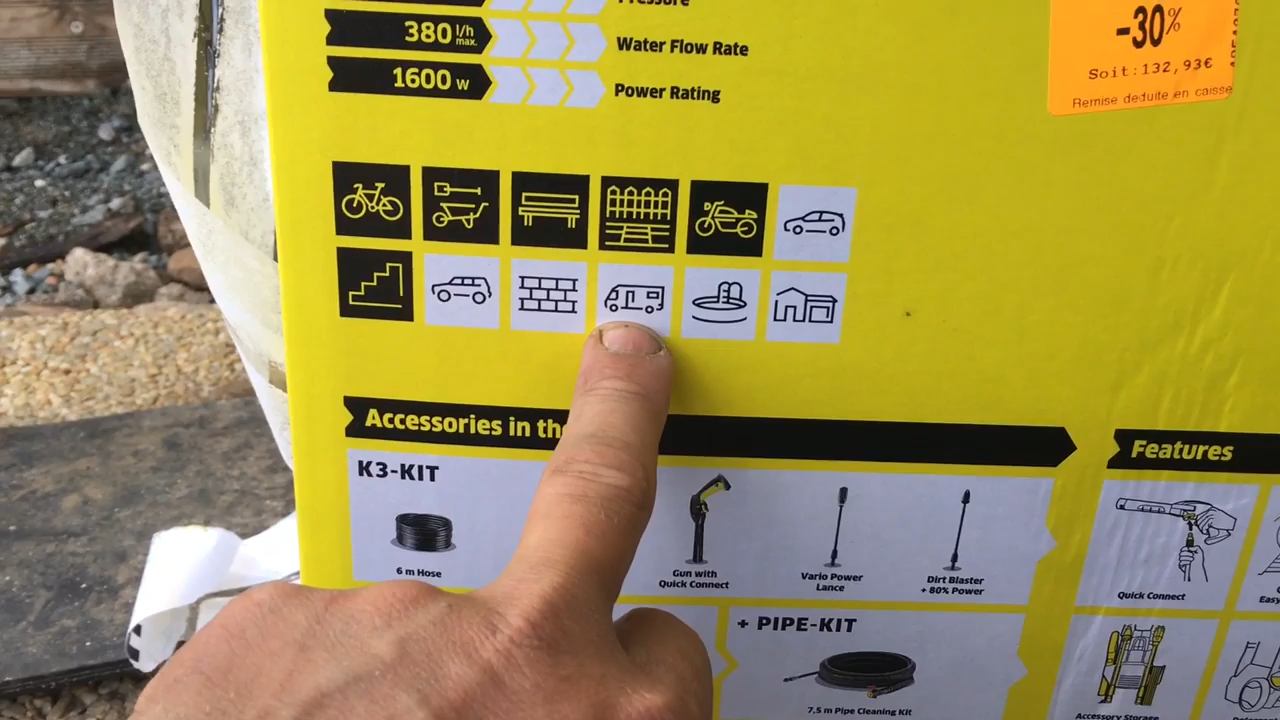 Pressure
380 l/h max.
Water Flow Rate
1600 W
Power Rating
-30%
Soit:132,93€
Remise deduite en caisse
Accessories in th
Features
K3-KIT
6 m Hose
Gun with
Quick Connect
Vario Power
Lance
Dirt Blaster
+ 80% Power
Quick Connect
Easy
+ PIPE-KIT
7,5 m Pipe Cleaning Kit
Accessory Storage